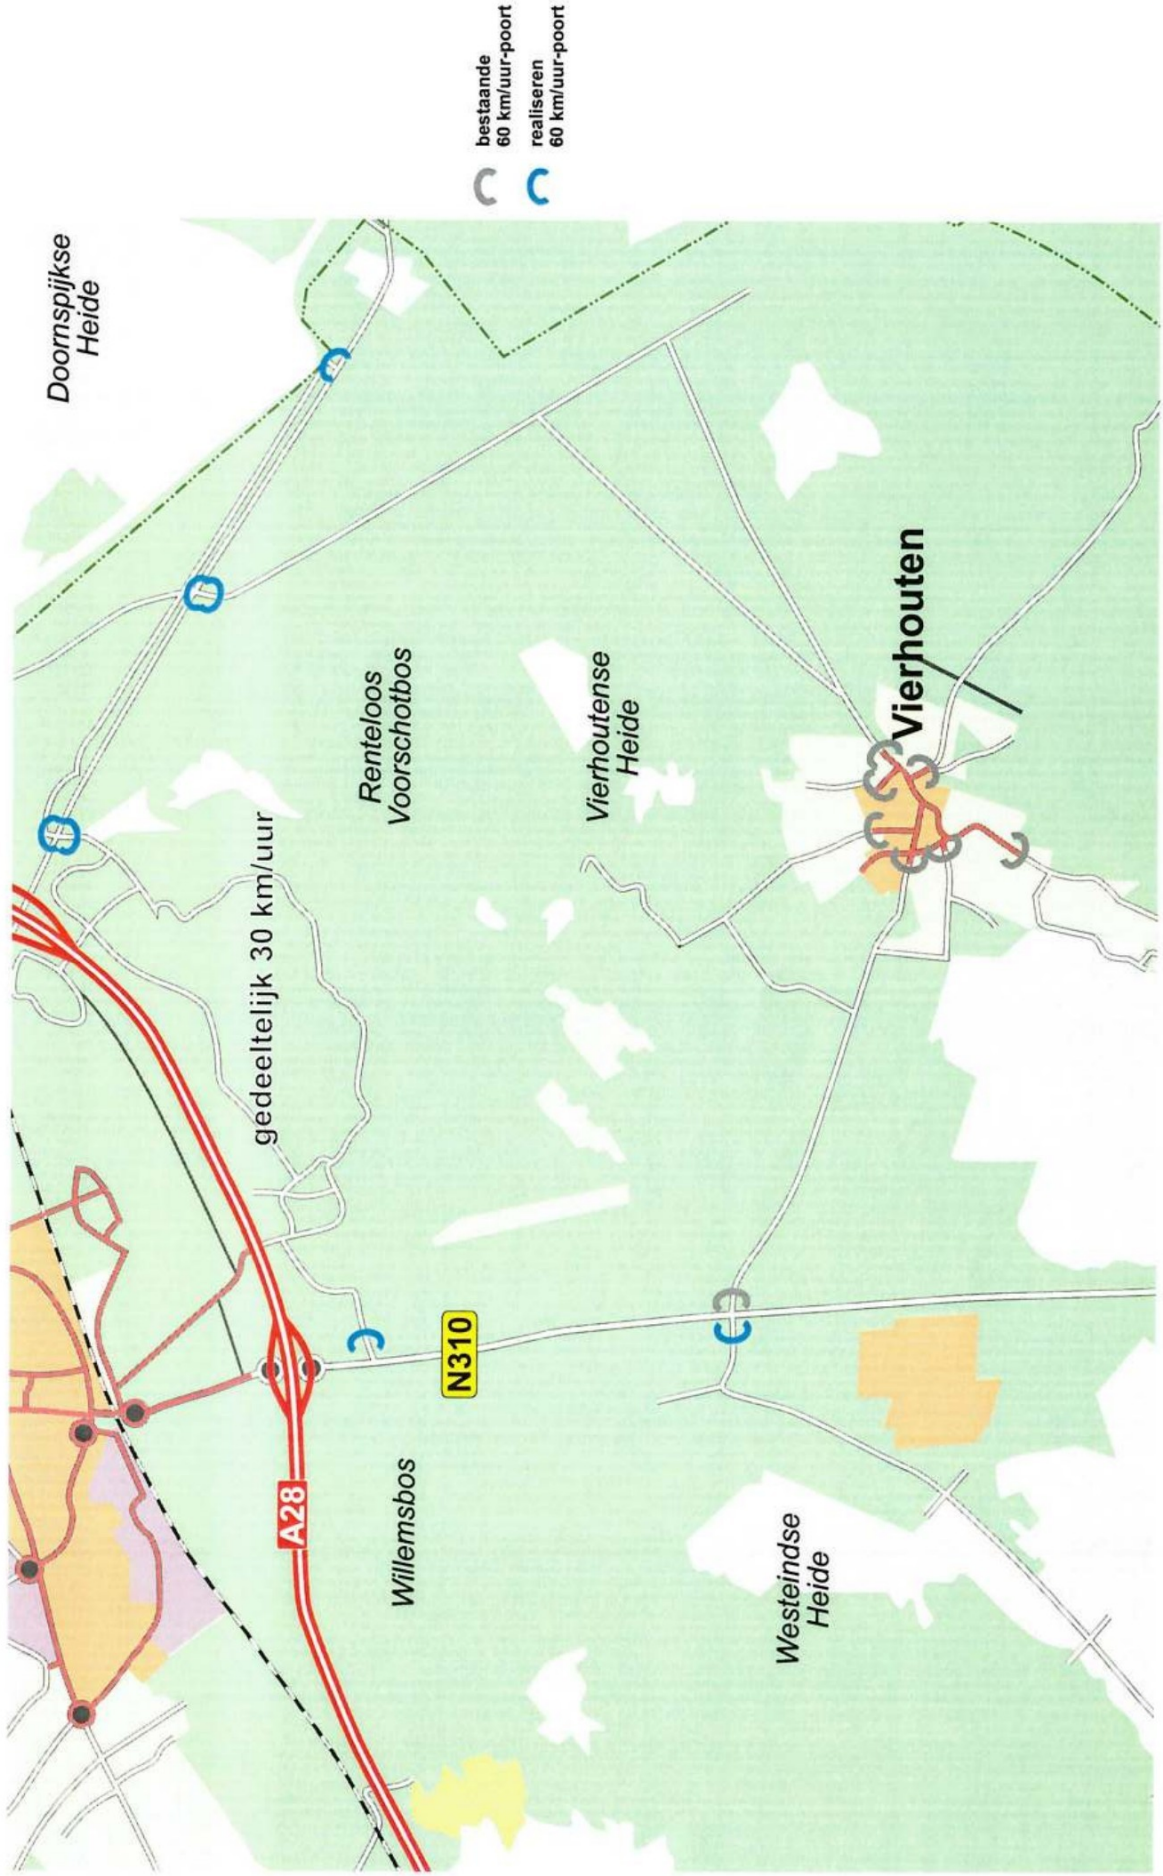 Doornspijkse
Heide
bestaande
60 km/uur-poort
realiseren
60 km/uur-poort
Renteloos
Voorschotbos
Vierhoutense
Heide
Vierhouten
gedeeltelijk 30 km/uur
N310
A28
Willemsbos
Westeindse
Heide